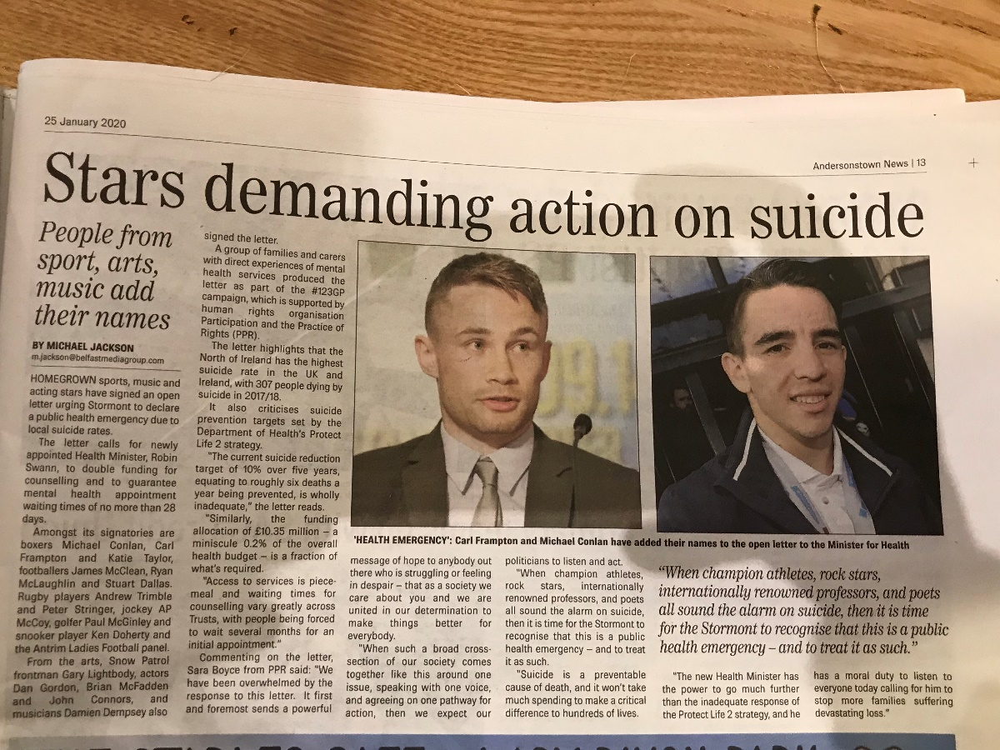 25 January 2020
Andersonstown News | 13
Stars demanding action on suicide
People from
sport, arts,
music add
their names
BY MICHAEL JACKSON
m.jackson@belfastmediagroup.com
HOMEGROWN sports, music and
acting stars have signed an open
letter urging Stormont to declare
a public health emergency due to
local suicide rates.
The letter calls for newly
appointed Health Minister, Robin
Swann, to double funding for
counselling and to guarantee
mental health appointment
waiting times of no more than 28
days.
Amongst its signatories are
boxers Michael Conlan, Carl
Frampton and Katie Taylor,
footballers James McClean, Ryan
McLaughlin and Stuart Dallas.
Rugby players Andrew Trimble
and Peter Stringer, jockey AP
McCoy, golfer Paul McGinley and
snooker player Ken Doherty and
the Antrim Ladies Football panel.
From the arts, Snow Patrol
frontman Gary Lightbody, actors
Dan Gordon, Brian McFadden
and John Connors, and
musicians Damien Dempsey also
signed the letter.
A group of families and carers
with direct experiences of mental
health services produced the
letter as part of the #123GP
campaign, which is supported by
human rights organisation
Participation and the Practice of
Rights (PPR).
The letter highlights that the
North of Ireland has the highest
suicide rate in the UK and
Ireland, with 307 people dying by
suicide in 2017/18.
It also criticises suicide
prevention targets set by the
Department of Health's Protect
Life 2 strategy.
"The current suicide reduction
target of 10% over five years,
equating to roughly six deaths a
year being prevented, is wholly
inadequate," the letter reads.
"Similarly, the funding
allocation of £10.35 million – a
miniscule 0.2% of the overall
health budget – is a fraction of
what's required.
"Access to services is piece-
meal and waiting times for
counselling vary greatly across
Trusts, with people being forced
to wait several months for an
initial appointment."
Commenting on the letter,
Sara Boyce from PPR said: "We
have been overwhelmed by the
response to this letter. It first
and foremost sends a powerful
'HEALTH EMERGENCY': Carl Frampton and Michael Conlan have added their names to the open letter to the Minister for Health
message of hope to anybody out
there who is struggling or feeling
in despair – that as a society we
care about you and we are
united in our determination to
make things better for
everybody.
"When such a broad cross-
section of our society comes
together like this around one
issue, speaking with one voice,
and agreeing on one pathway for
action, then we expect our
politicians to listen and act.
"When champion athletes,
rock stars, internationally
renowned professors, and poets
all sound the alarm on suicide,
then it is time for the Stormont to
recognise that this is a public
health emergency – and to treat
it as such.
"Suicide is a preventable
cause of death, and it won't take
much spending to make a critical
difference to hundreds of lives.
"When champion athletes, rock stars,
internationally renowned professors, and poets
all sound the alarm on suicide, then it is time
for the Stormont to recognise that this is a public
health emergency – and to treat it as such."
"The new Health Minister has
the power to go much further
than the inadequate response of
the Protect Life 2 strategy, and he
has a moral duty to listen to
everyone today calling for him to
stop more families suffering
devastating loss."